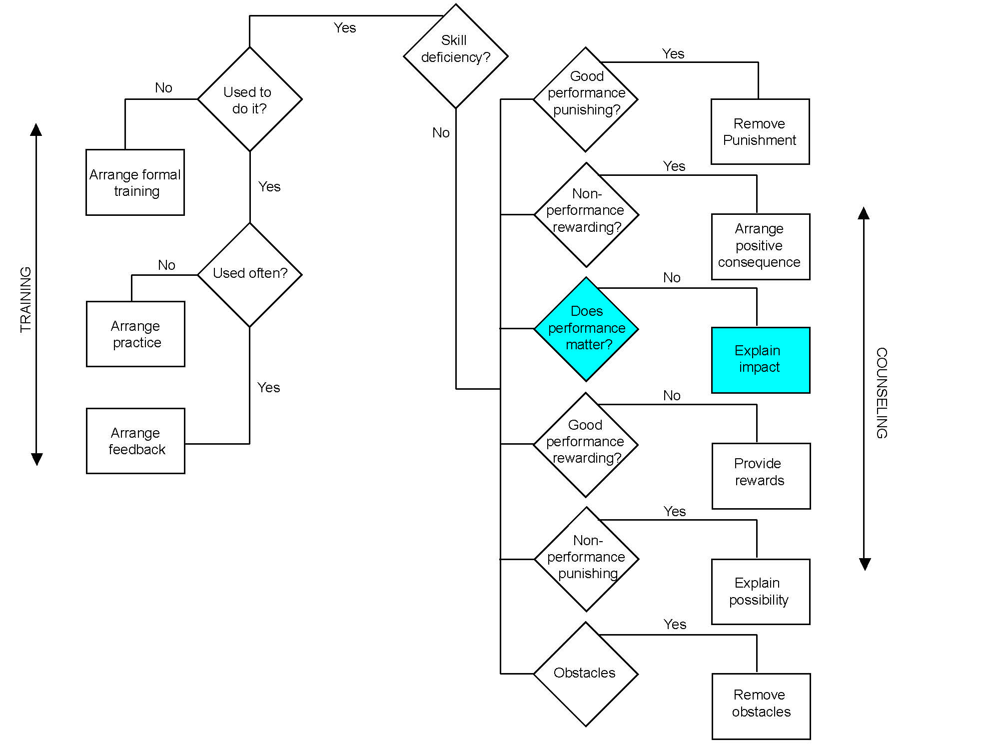 Yes
Skill
deficiency?
Used to
do it?
No
Arrange formal
training
Yes
Used often?
No
Arrange
practice
Yes
Arrange
feedback
TRAINING
No
Good
performance
punishing?
Yes
Remove
Punishment
Non-
performance
rewarding?
Yes
Arrange
positive
consequence
Does
performance
matter?
No
Explain
impact
Good
performance
rewarding?
No
Provide
rewards
Non-
performance
punishing
Yes
Explain
possibility
Obstacles
Yes
Remove
obstacles
COUNSELING